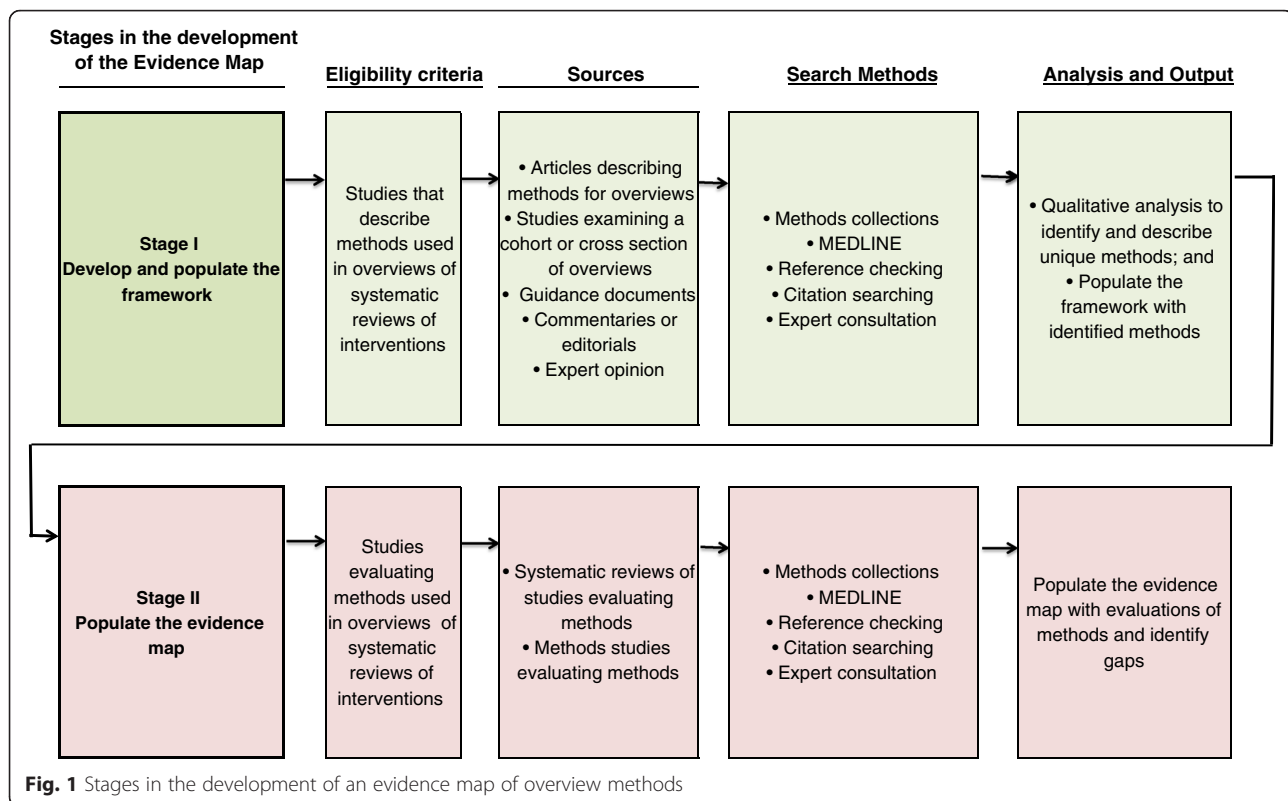 Stages in the development
of the Evidence Map
Eligibility criteria
Sources
Search Methods
Analysis and Output
Stage I
Develop and populate the
framework
Studies that
describe
methods used
in overviews of
systematic
reviews of
interventions
• Articles describing
methods for overviews
• Studies examining a
cohort or cross section
of overviews
• Guidance documents
• Commentaries or
editorials
• Expert opinion
• Methods collections
• MEDLINE
• Reference checking
• Citation searching
• Expert consultation
• Qualitative analysis to
identify and describe
unique methods; and
• Populate the
framework with
identified methods
Stage II
Populate the evidence
map
Studies
evaluating
methods used
in overviews of
systematic
reviews of
interventions
• Systematic reviews of
studies evaluating
methods
• Methods studies
evaluating methods
• Methods collections
• MEDLINE
• Reference checking
• Citation searching
• Expert consultation
Populate the evidence
map with evaluations of
methods and identify
gaps
Fig. 1 Stages in the development of an evidence map of overview methods